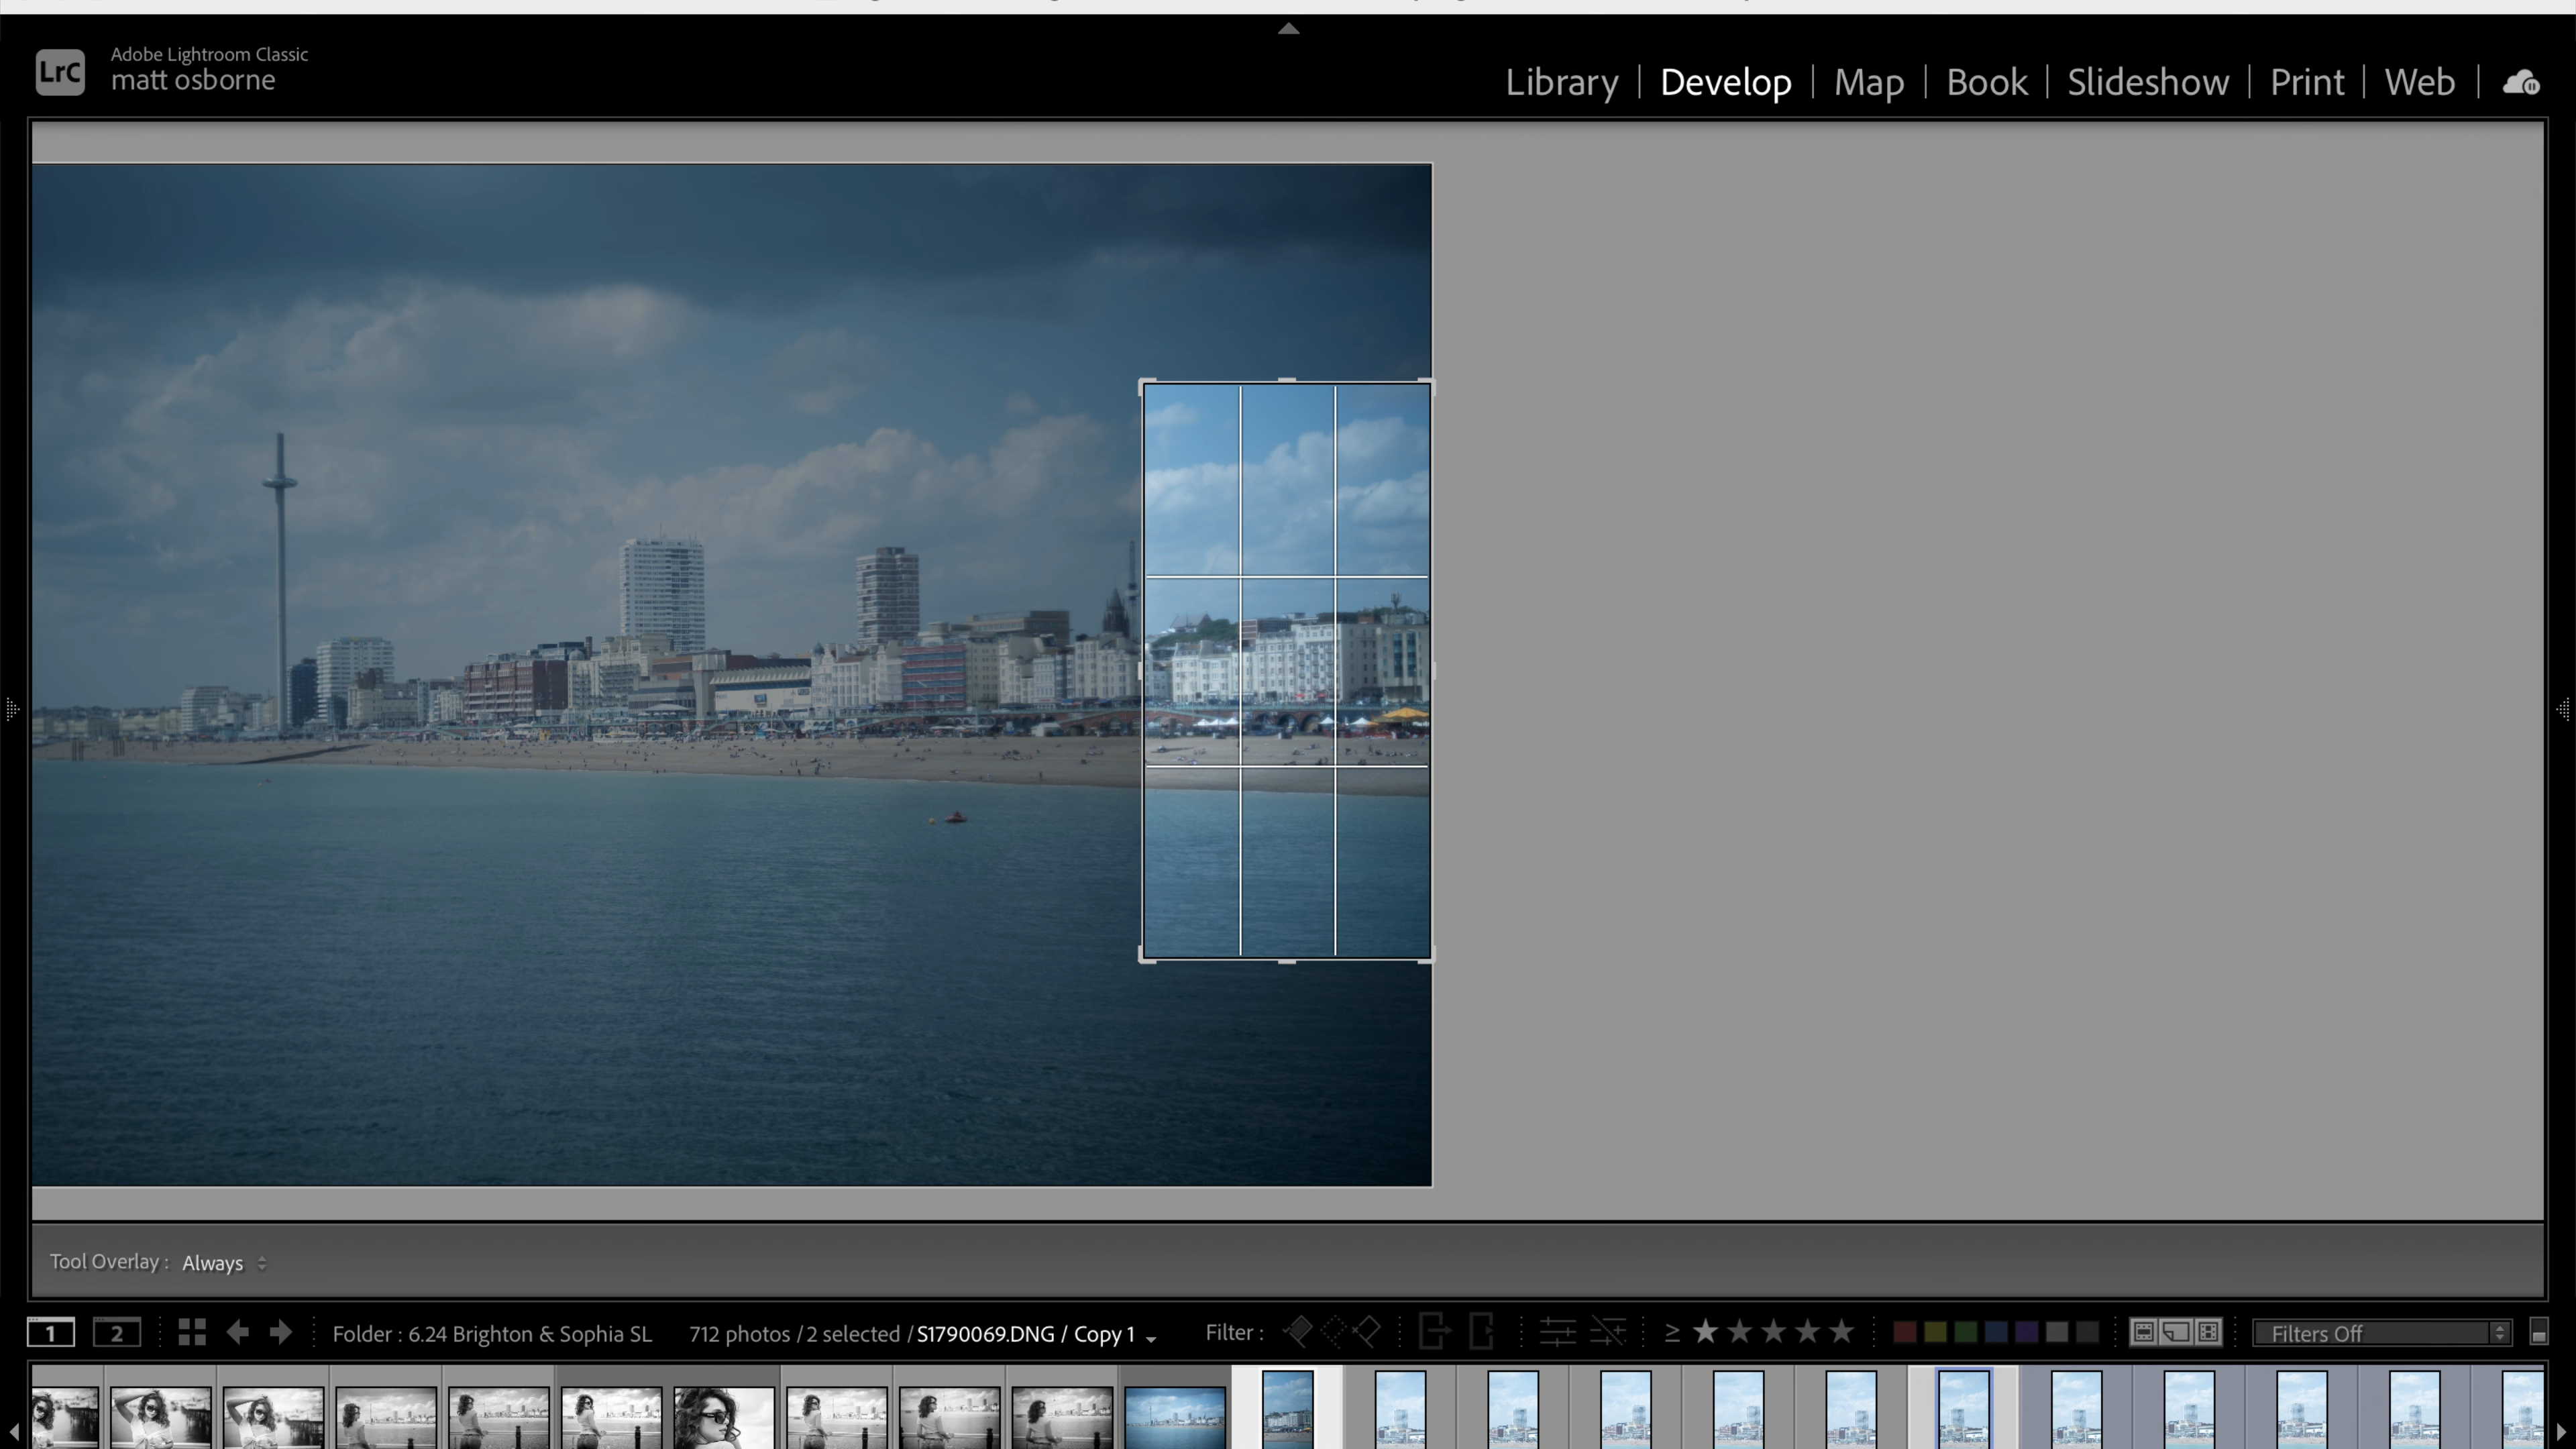 LrC
Adobe Lightroom Classic
matt osborne
Library | Develop | Map | Book | Slideshow | Print | Web
Tool Overlay : Always
1 2 Folder : 6.24 Brighton & Sophia SL 712 photos / 2 selected / S1790069.DNG / Copy 1 Filter : ≥ ★★★★★ Filters Off